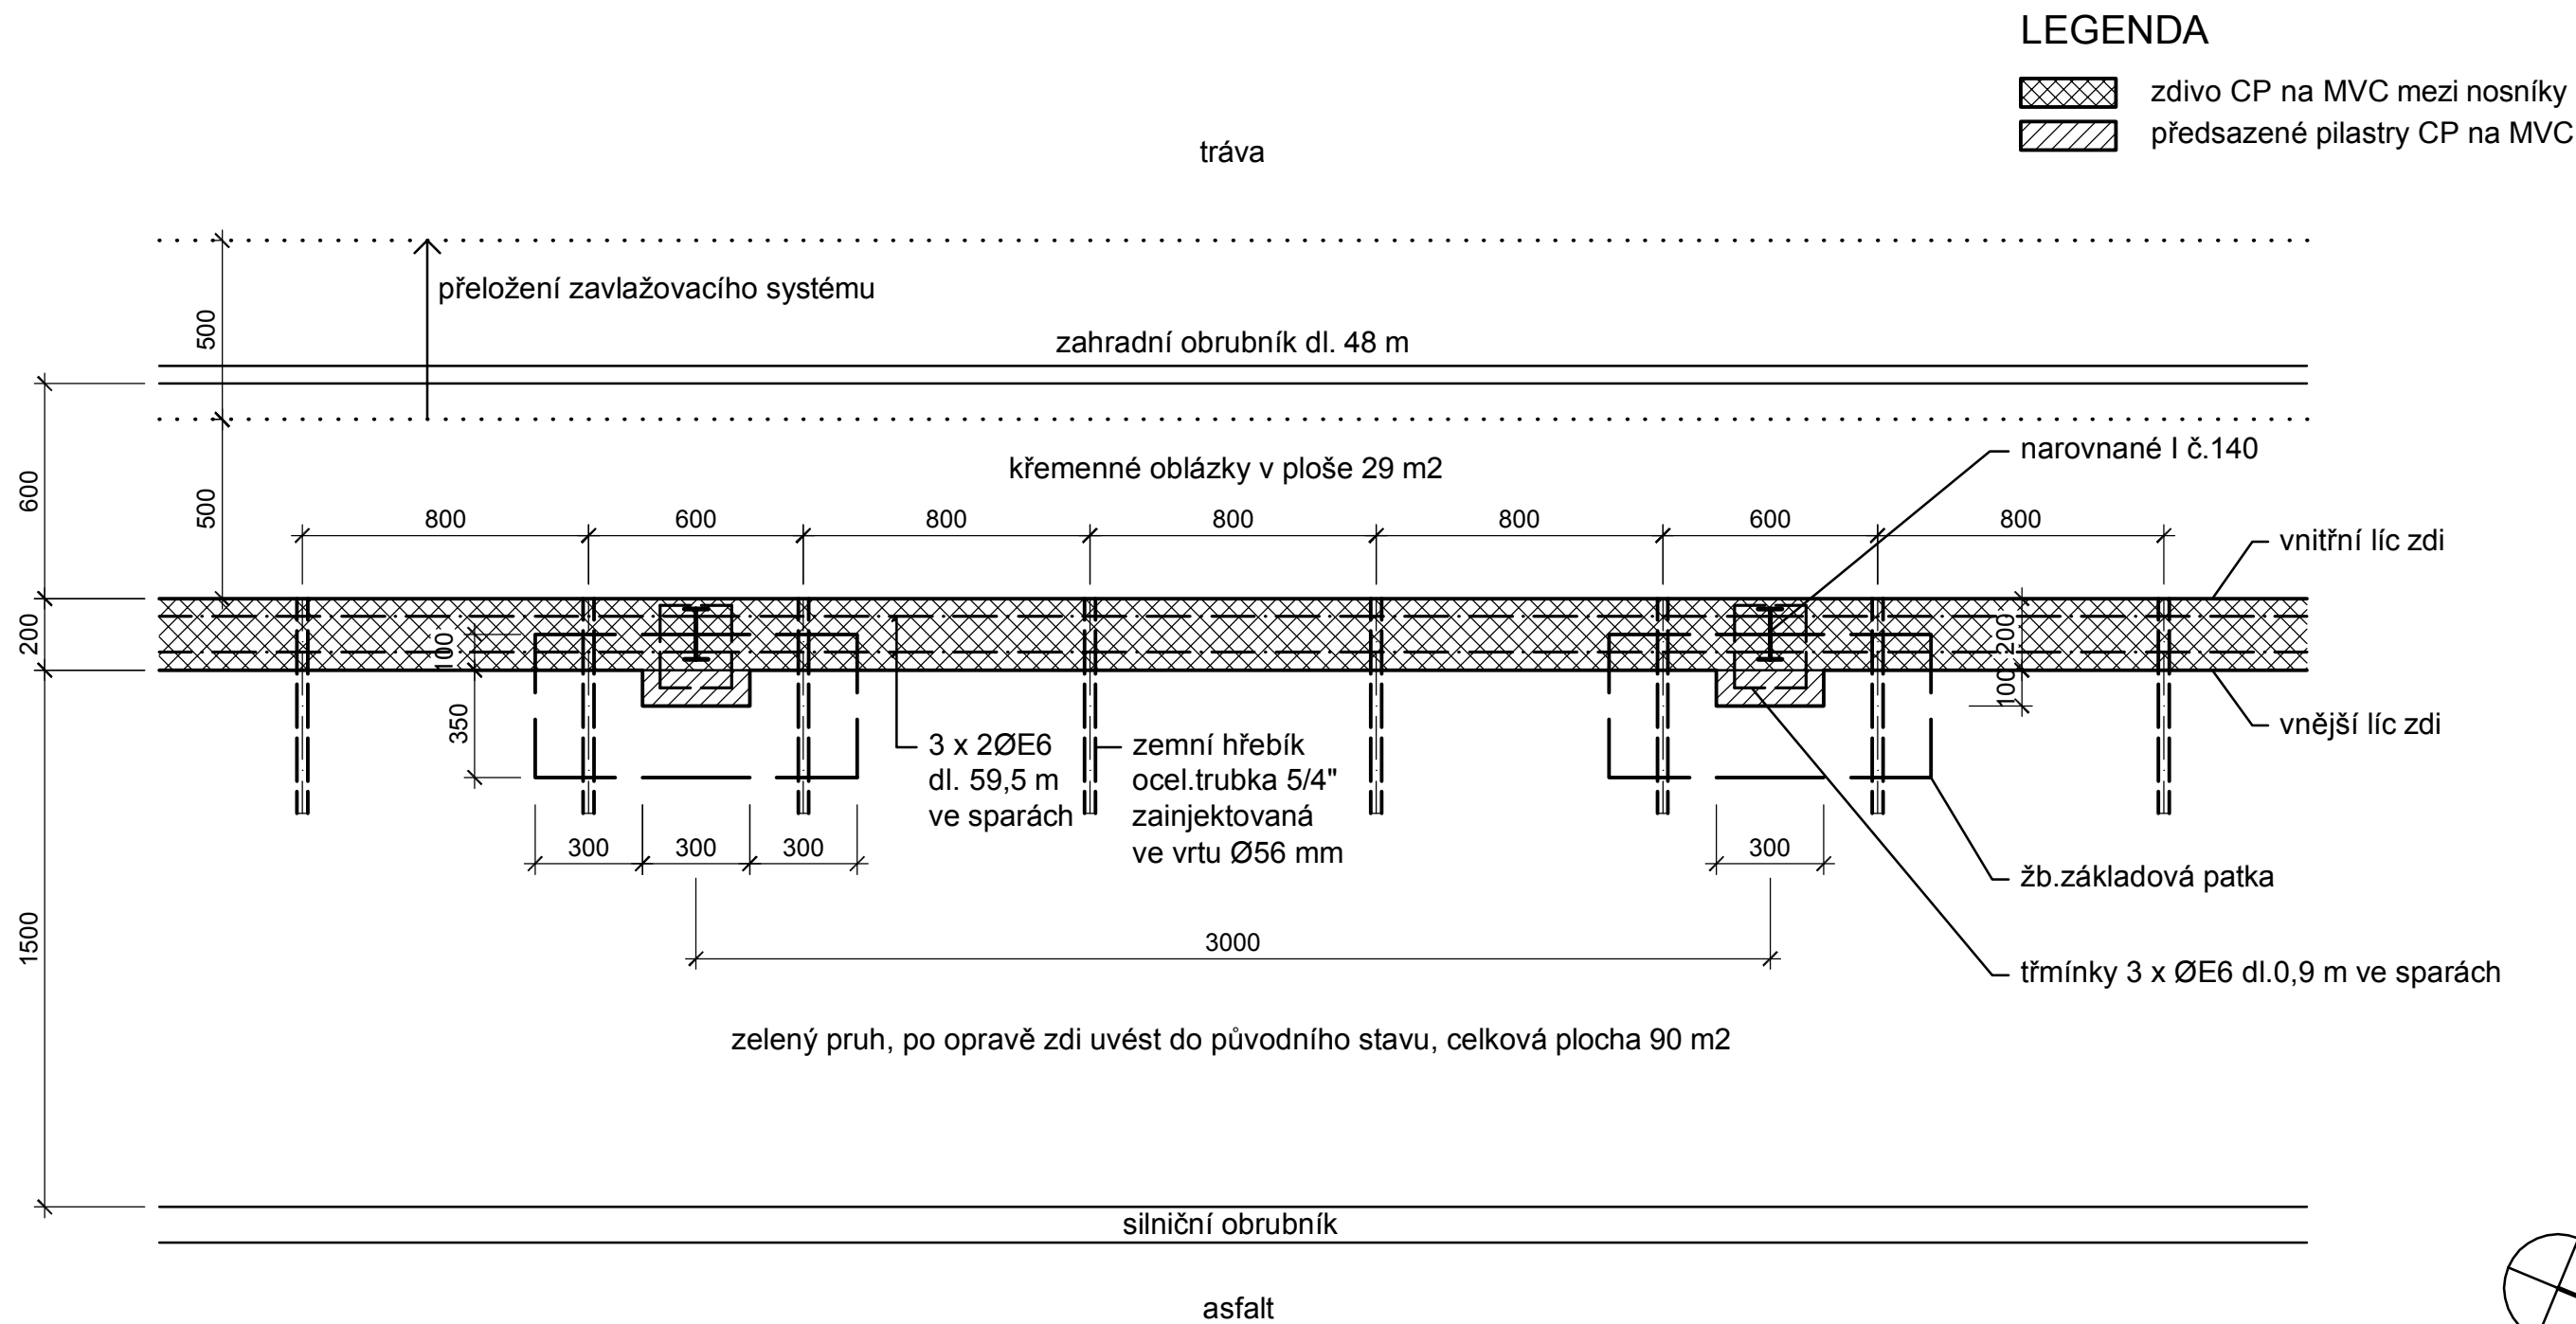 LEGENDA
zdivo CP na MVC mezi nosníky
předsazené pilastry CP na MVC
tráva
přeložení zavlažovacího systému
500
zahradní obrubník dl. 48 m
600
500
křemenné oblázky v ploše 29 m2
narovnané I č.140
800
600
800
800
800
600
800
vnitřní líc zdi
200
100
200
350
100
vnější líc zdi
3 x 2ØE6
dl. 59,5 m
ve sparách
zemní hřebík
ocel.trubka 5/4"
zainjektovaná
ve vrtu Ø56 mm
300
300
300
300
žb.základová patka
1500
3000
třmínky 3 x ØE6 dl.0,9 m ve sparách
zelený pruh, po opravě zdi uvést do původního stavu, celková plocha 90 m2
silniční obrubník
asfalt